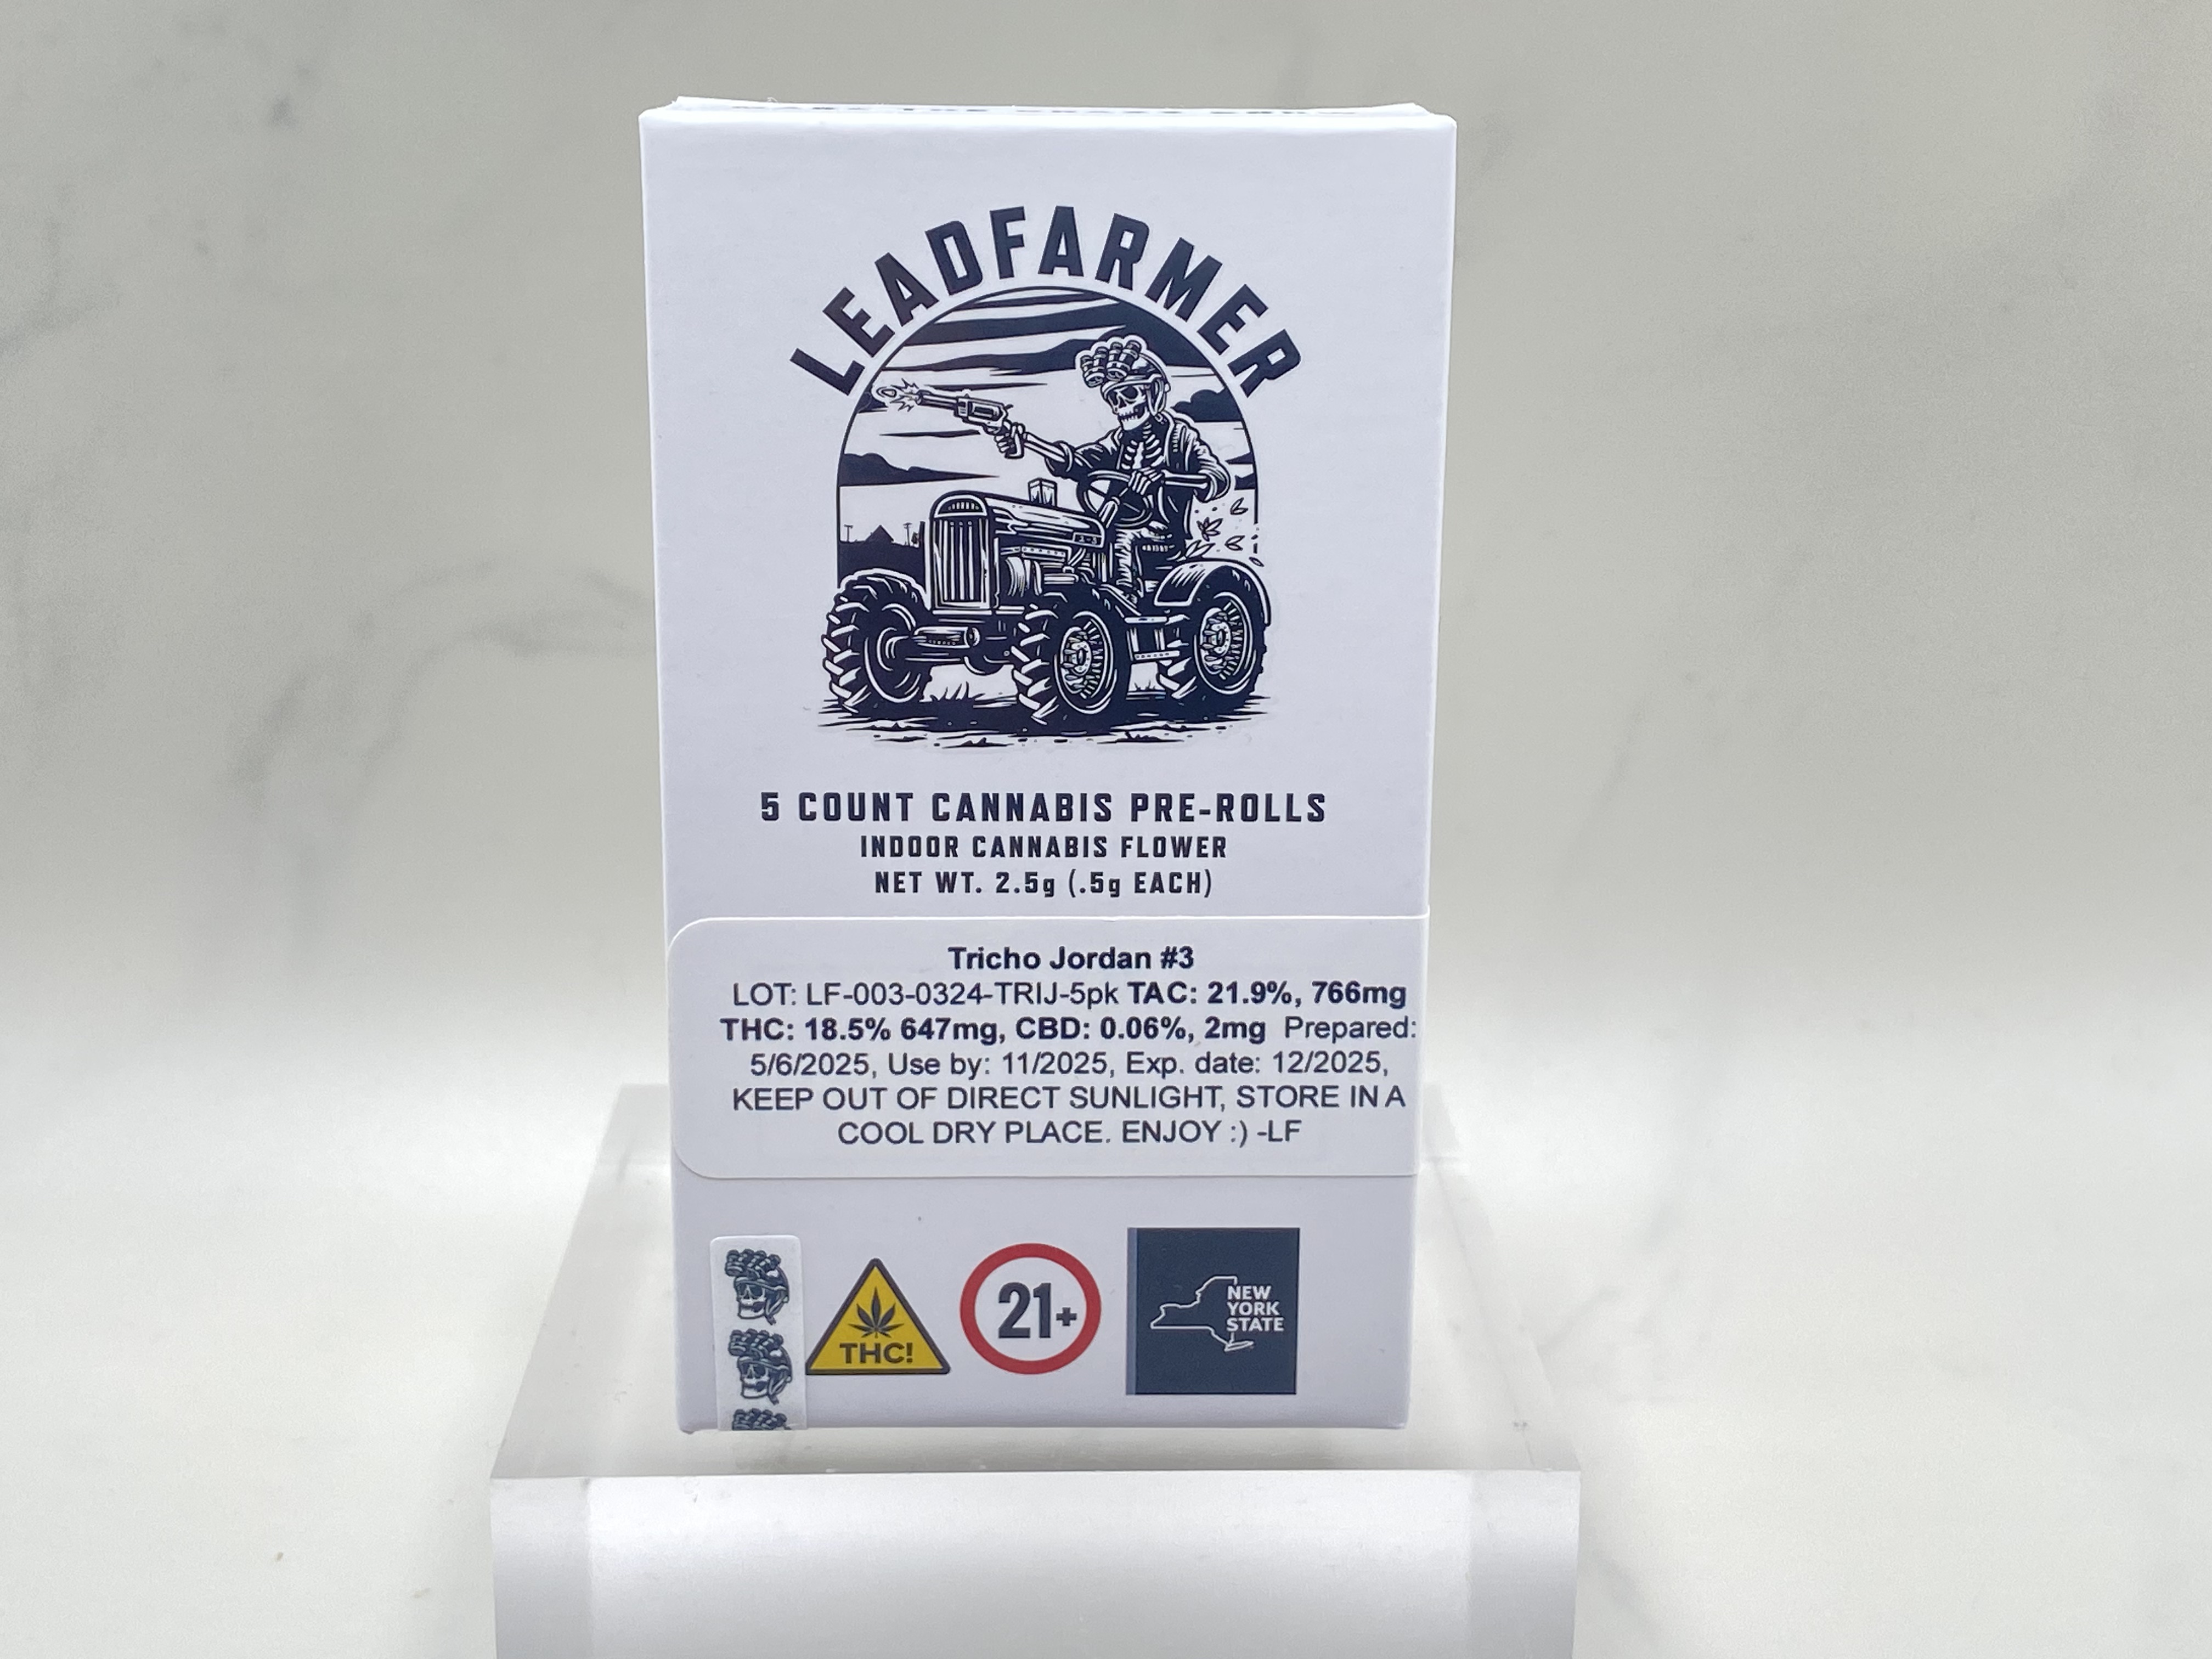 LEADFARMER
5 COUNT CANNABIS PRE-ROLLS
INDOOR CANNABIS FLOWER
NET WT. 2.5g (.5g EACH)
Tricho Jordan #3
LOT: LF-003-0324-TRIJ-5pk TAC: 21.9%, 766mg
THC: 18.5% 647mg, CBD: 0.06%, 2mg Prepared:
5/6/2025, Use by: 11/2025, Exp. date: 12/2025,
KEEP OUT OF DIRECT SUNLIGHT, STORE IN A
COOL DRY PLACE. ENJOY :) -LF
THC!
21+
NEW
YORK
STATE